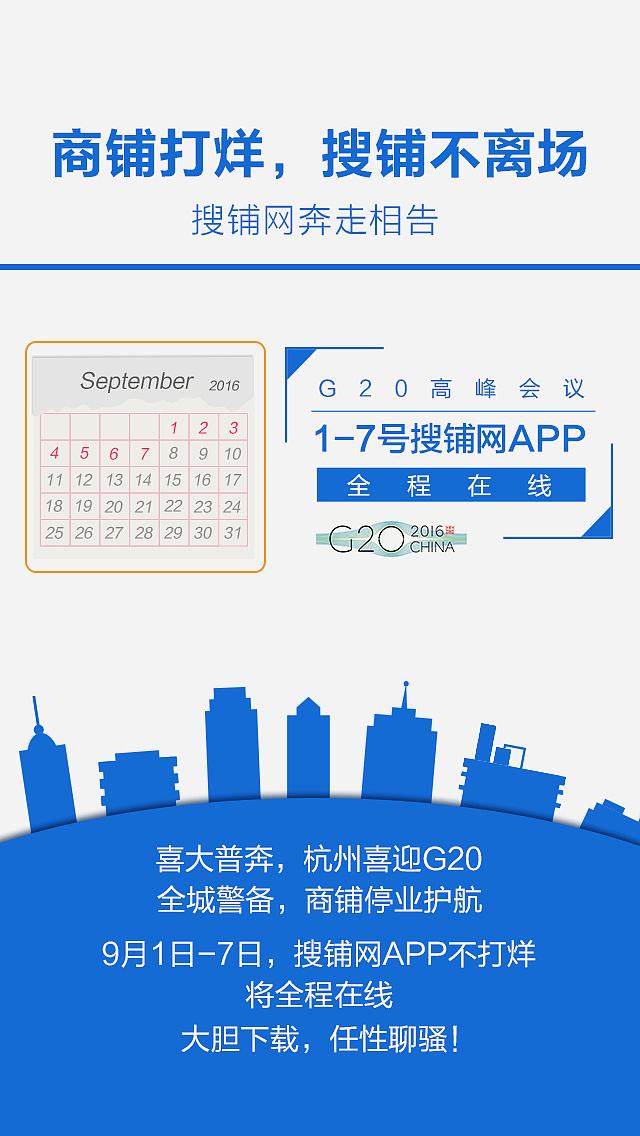 商铺打烊，搜铺不离场
搜铺网奔走相告
September 2016
1 2 3
4 5 6 7 8 9 10
11 12 13 14 15 16 17
18 19 20 21 22 23 24
25 26 27 28 29 30 31
G20高峰会议
1-7号搜铺网APP
全程在线
G20 2016
CHINA
喜大普奔，杭州喜迎G20
全城警备，商铺停业护航
9月1日-7日，搜铺网APP不打烊
将全程在线
大胆下载，任性聊骚！